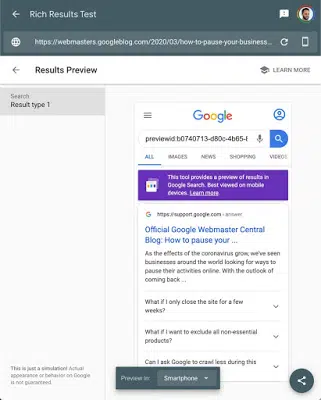 Rich Results Test
https://webmasters.googleblog.com/2020/03/how-to-pause-your-business...
Results Preview
LEARN MORE
Search
Result type 1
Google
previewid:b0740713-d80c-4b65-
ALL IMAGES NEWS SHOPPING VIDEOS
This tool provides a preview of results in
Google Search. Best viewed on mobile
devices. Learn more.
https://support.google.com › answer
Official Google Webmaster Central
Blog: How to pause your ...
As the effects of the coronavirus grow, we've seen
businesses around the world looking for ways to
pause their activities online. With the outlook of
coming back ...
What if I only close the site for a few
weeks?
What if I want to exclude all non-essential
products?
Can I ask Google to crawl less during this
This is just a simulation! Actual
appearance or behavior on Google
is not guaranteed.
Preview in: Smartphone